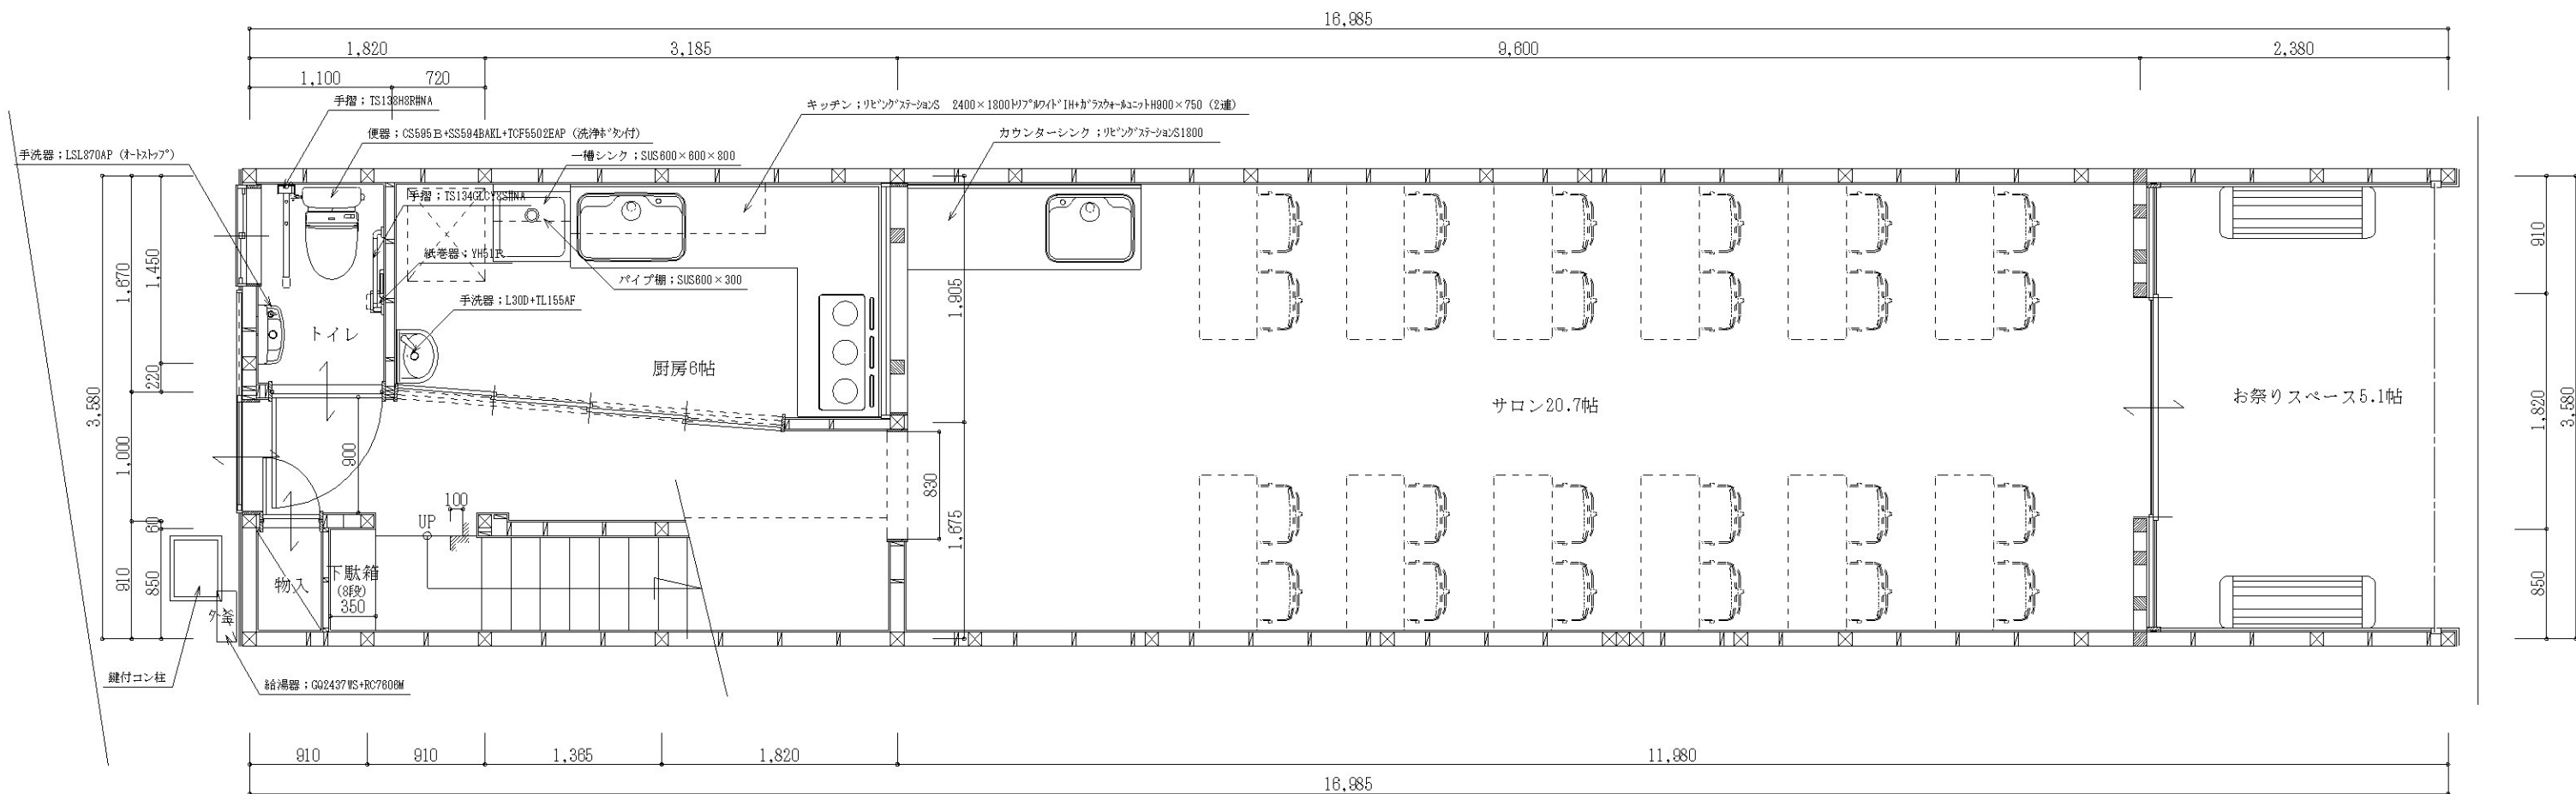 16,985
1,820
3,185
9,600
2,380
1,100
720
手摺；TS138H8R#NA
キッチン；ﾘﾋﾞﾝｸﾞｽﾃｰｼｮﾝS 2400×1800ﾄﾘﾌﾟﾙﾜｲﾄﾞIH+ｶﾞﾗｽｳｫｰﾙﾕﾆｯﾄH900×750（2連）
便器；CS595B+SS594BAKL+TCF5502EAP（洗浄ﾎﾞﾀﾝ付）
カウンターシンク；ﾘﾋﾞﾝｸﾞｽﾃｰｼｮﾝS1800
手洗器；LSL870AP（ｵｰﾄｽﾄｯﾌﾟ）
一槽シンク；SUS600×600×800
手摺；TS134GLCY8S#NA
紙巻器；YH51R
パイプ棚；SUS600×300
手洗器；L30D+TL155AF
トイレ
厨房6帖
サロン20.7帖
お祭りスペース5.1帖
3,580
1,670
1,450
220
1,000
60
910
850
900
100
UP
830
1,905
1,675
物入
下駄箱
(8段)
350
鍵付コン柱
給湯器；GQ2437WS+RC7606M
910
1,820
850
3,580
910
910
1,365
1,820
11,980
16,985